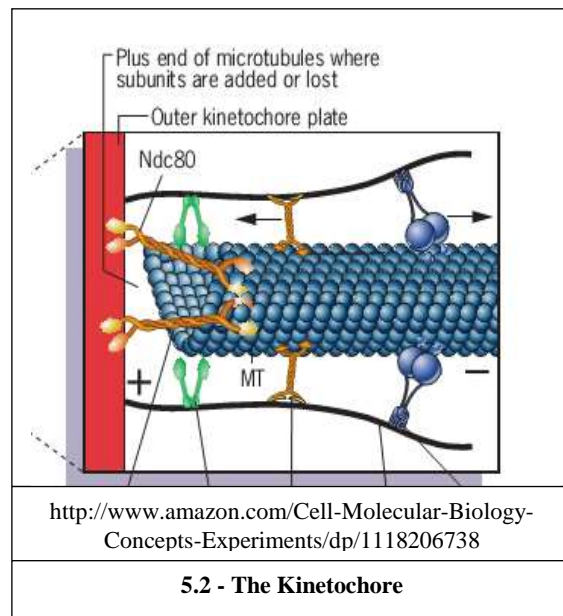 Plus end of microtubules where
subunits are added or lost
Outer kinetochore plate
Ndc80
MT
+
−
http://www.amazon.com/Cell-Molecular-Biology-
Concepts-Experiments/dp/1118206738
5.2 - The Kinetochore